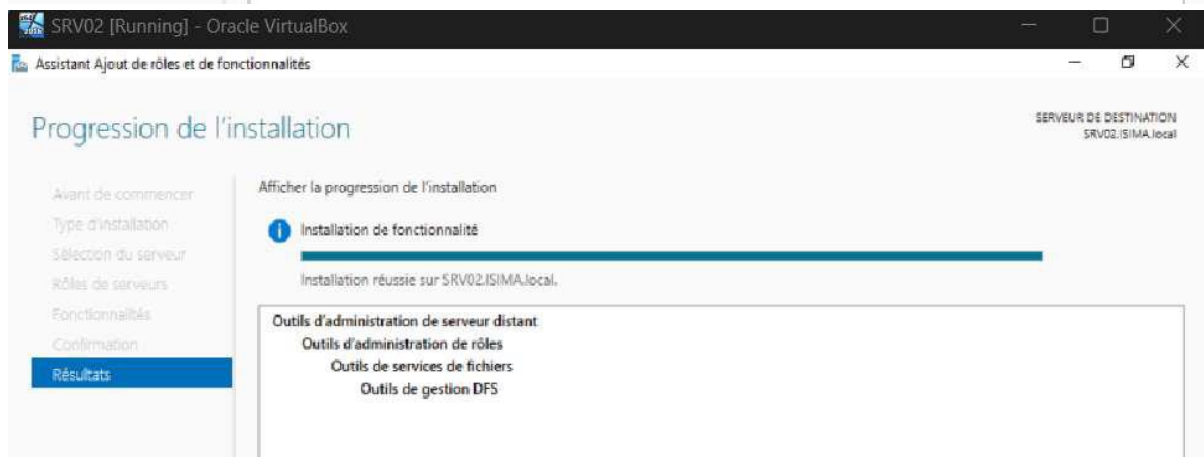 SRV02 [Running] - Oracle VirtualBox
Assistant Ajout de rôles et de fonctionnalités
Progression de l'installation
SERVEUR DE DESTINATION
SRV02.ISIMA.local
Avant de commencer
Type d'installation
Sélection du serveur
Rôles de serveurs
Fonctionnalités
Confirmation
Résultats
Afficher la progression de l'installation
Installation de fonctionnalité
Installation réussie sur SRV02.ISIMA.local.
Outils d'administration de serveur distant
Outils d'administration de rôles
Outils de services de fichiers
Outils de gestion DFS